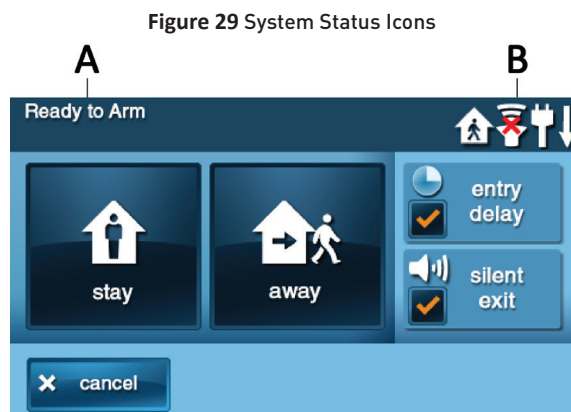 Figure 29 System Status Icons
A
B
Ready to Arm
stay
away
entry
delay
silent
exit
cancel